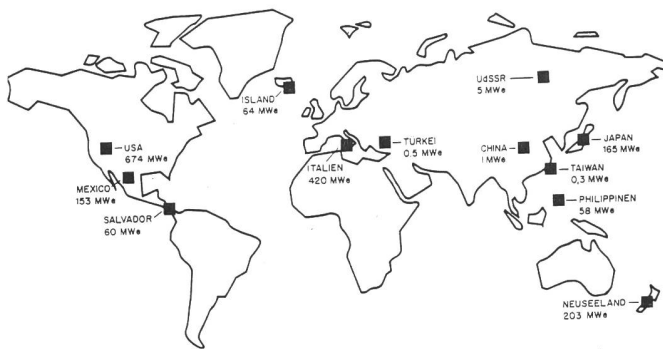 UdSSR
5 MWe
ISLAND
64 MWe
USA
674 MWe
TURKEI
0.5 MWe
CHINA
1 MWe
JAPAN
165 MWe
ITALIEN
420 MWe
TAIWAN
0,3 MWe
MEXICO
153 MWe
PHILIPPINEN
58 MWe
SALVADOR
60 MWe
NEUSEELAND
203 MWe